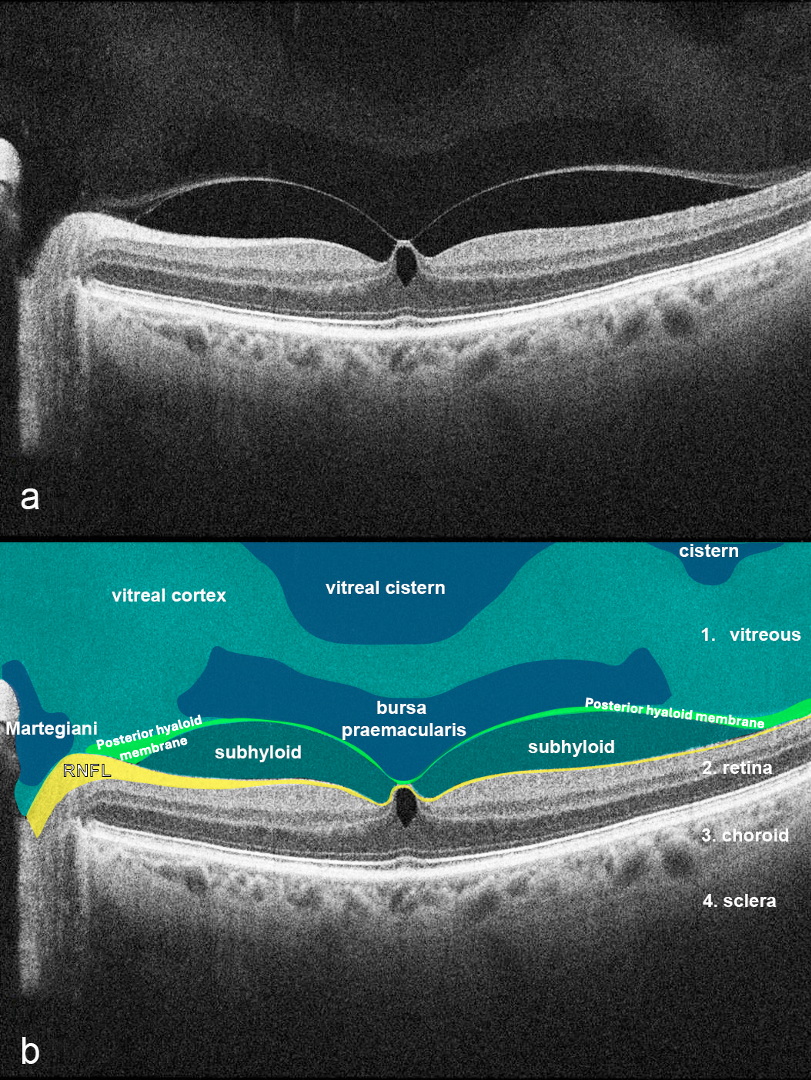 a
cistern
vitreal cistern
vitreal cortex
1. vitreous
bursa
praemacularis
Martegiani
Posterior hyaloid
membrane
Posterior hyaloid membrane
subhyloid
subhyloid
RNFL
2. retina
3. choroid
4. sclera
b